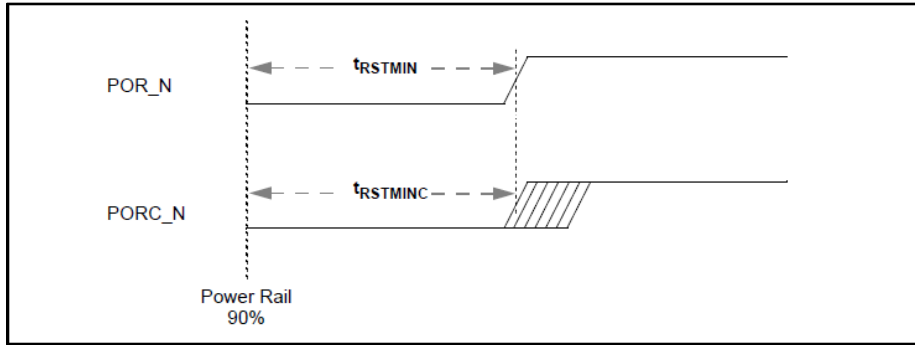 POR_N
tRSTMIN
PORC_N
tRSTMINC
Power Rail
90%